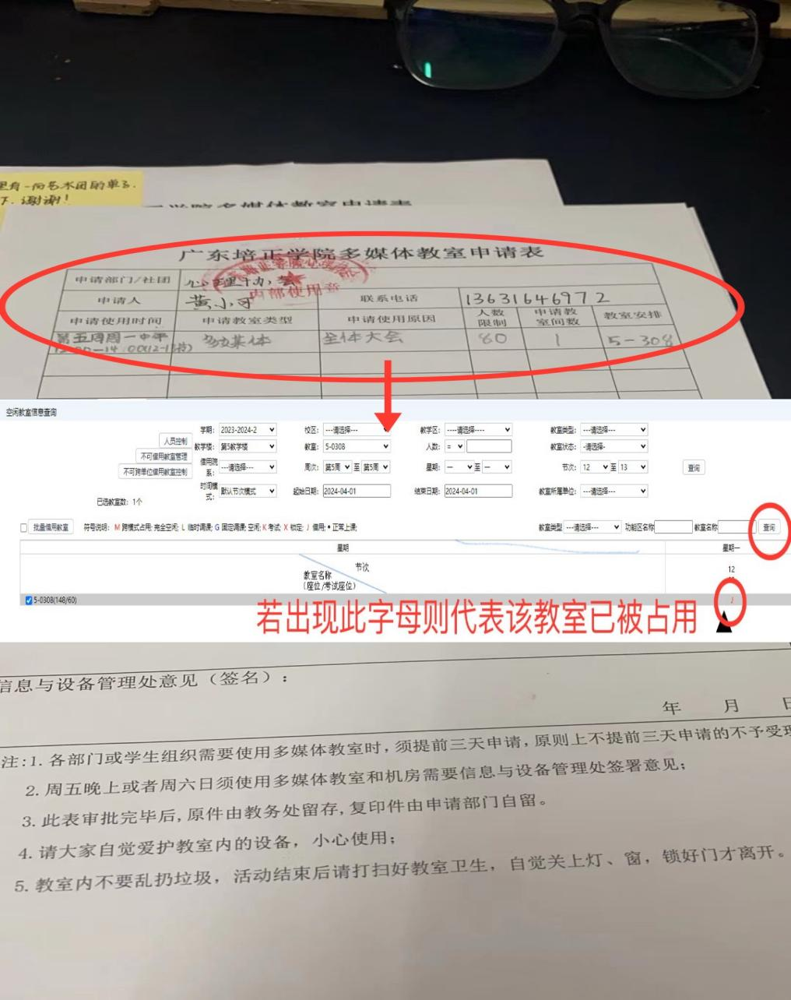 里有一份艺术团的单子.
下.谢谢!
学院多媒体教室申请表
广东培正学院多媒体教室申请表
申请部门/社团 心理协会
内部使用章
申请人 黄小可 联系电话 13631646972
申请使用时间 申请教室类型 申请使用原因 人数限制 申请教室间数 教室安排
第五周周一中午 多媒体 全体大会 80 1 5-308
空闲教室信息查询
学期: 2023-2024-2 校区: ---请选择--- 教学区: ----请选择---- 教室类型: ---请选择---
人员控制
教学楼: 第5教学楼 教室: 5-0308 人数: = 教室状态: -请选择-
不可借用教室管理
借用院系: ---请选择--- 周次: 第5周 至 第5周 星期: 一 至 一 节次: 12 至 13 查询
不可跨单位借用教室控制
时间模式: 默认节次模式 起始日期: 2024-04-01 结束日期: 2024-04-01 教室所属单位: ---请选择---
已选教室数: 1个
批量借用教室 符号说明: M 跨模式占用; 完全空闲; L 临时调课; G 固定调课; 空闲; K 考试; X 锁定; J 借用; • 正常上课;
教室类型 ---请选择--- 功能区名称 教室名称 查询
星期 星期一
节次 12
教室名称
(座位/考试座位)
5-0308(148/60) J
若出现此字母则代表该教室已被占用
信息与设备管理处意见（签名）:
年 月 日
注:1. 各部门或学生组织需要使用多媒体教室时, 须提前三天申请, 原则上不提前三天申请的不予受理
2. 周五晚上或者周六日须使用多媒体教室和机房需要信息与设备管理处签署意见;
3. 此表审批完毕后, 原件由教务处留存, 复印件由申请部门自留。
4. 请大家自觉爱护教室内的设备, 小心使用;
5. 教室内不要乱扔垃圾, 活动结束后请打扫好教室卫生, 自觉关上灯、窗, 锁好门才离开。